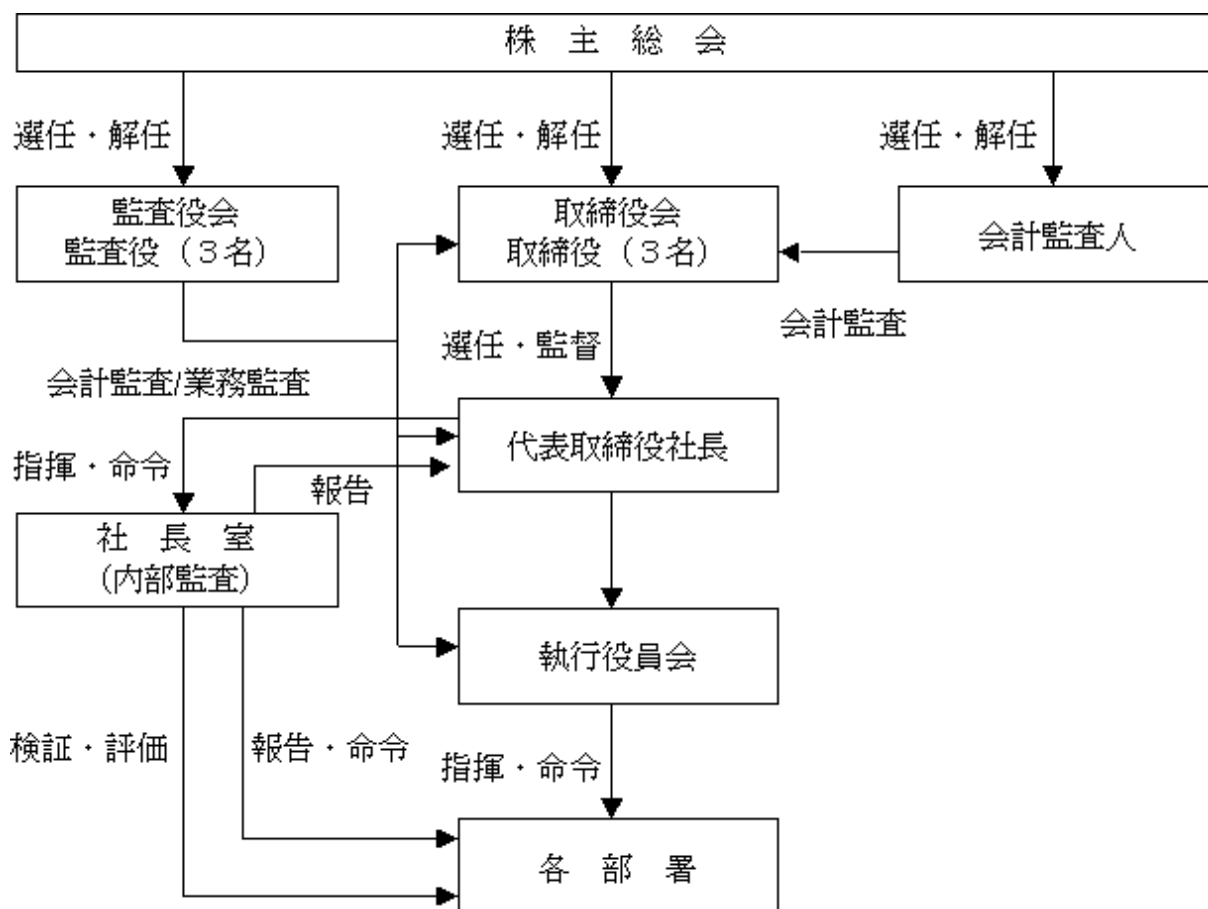 株　主　総　会
選任・解任
選任・解任
選任・解任
監査役会
監査役（３名）
取締役会
取締役（３名）
会計監査人
会計監査
選任・監督
会計監査/業務監査
代表取締役社長
指揮・命令
報告
社　長　室
（内部監査）
執行役員会
検証・評価
報告・命令
指揮・命令
各　部　署